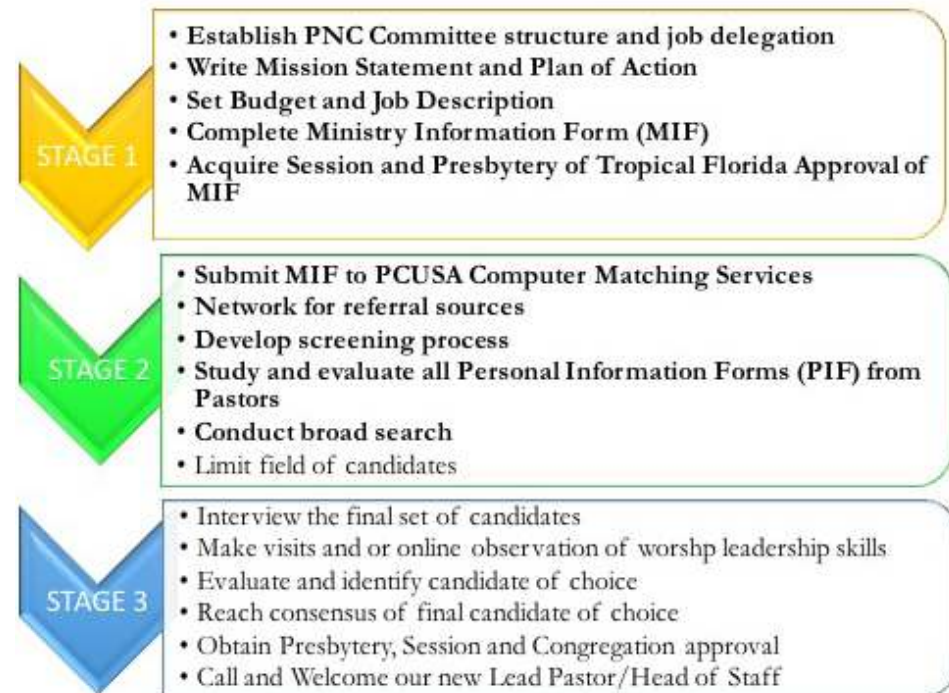 STAGE 1
• Establish PNC Committee structure and job delegation
• Write Mission Statement and Plan of Action
• Set Budget and Job Description
• Complete Ministry Information Form (MIF)
• Acquire Session and Presbytery of Tropical Florida Approval of
MIF
STAGE 2
• Submit MIF to PCUSA Computer Matching Services
• Network for referral sources
• Develop screening process
• Study and evaluate all Personal Information Forms (PIF) from
Pastors
• Conduct broad search
• Limit field of candidates
STAGE 3
• Interview the final set of candidates
• Make visits and or online observation of worshp leadership skills
• Evaluate and identify candidate of choice
• Reach consensus of final candidate of choice
• Obtain Presbytery, Session and Congregation approval
• Call and Welcome our new Lead Pastor/Head of Staff